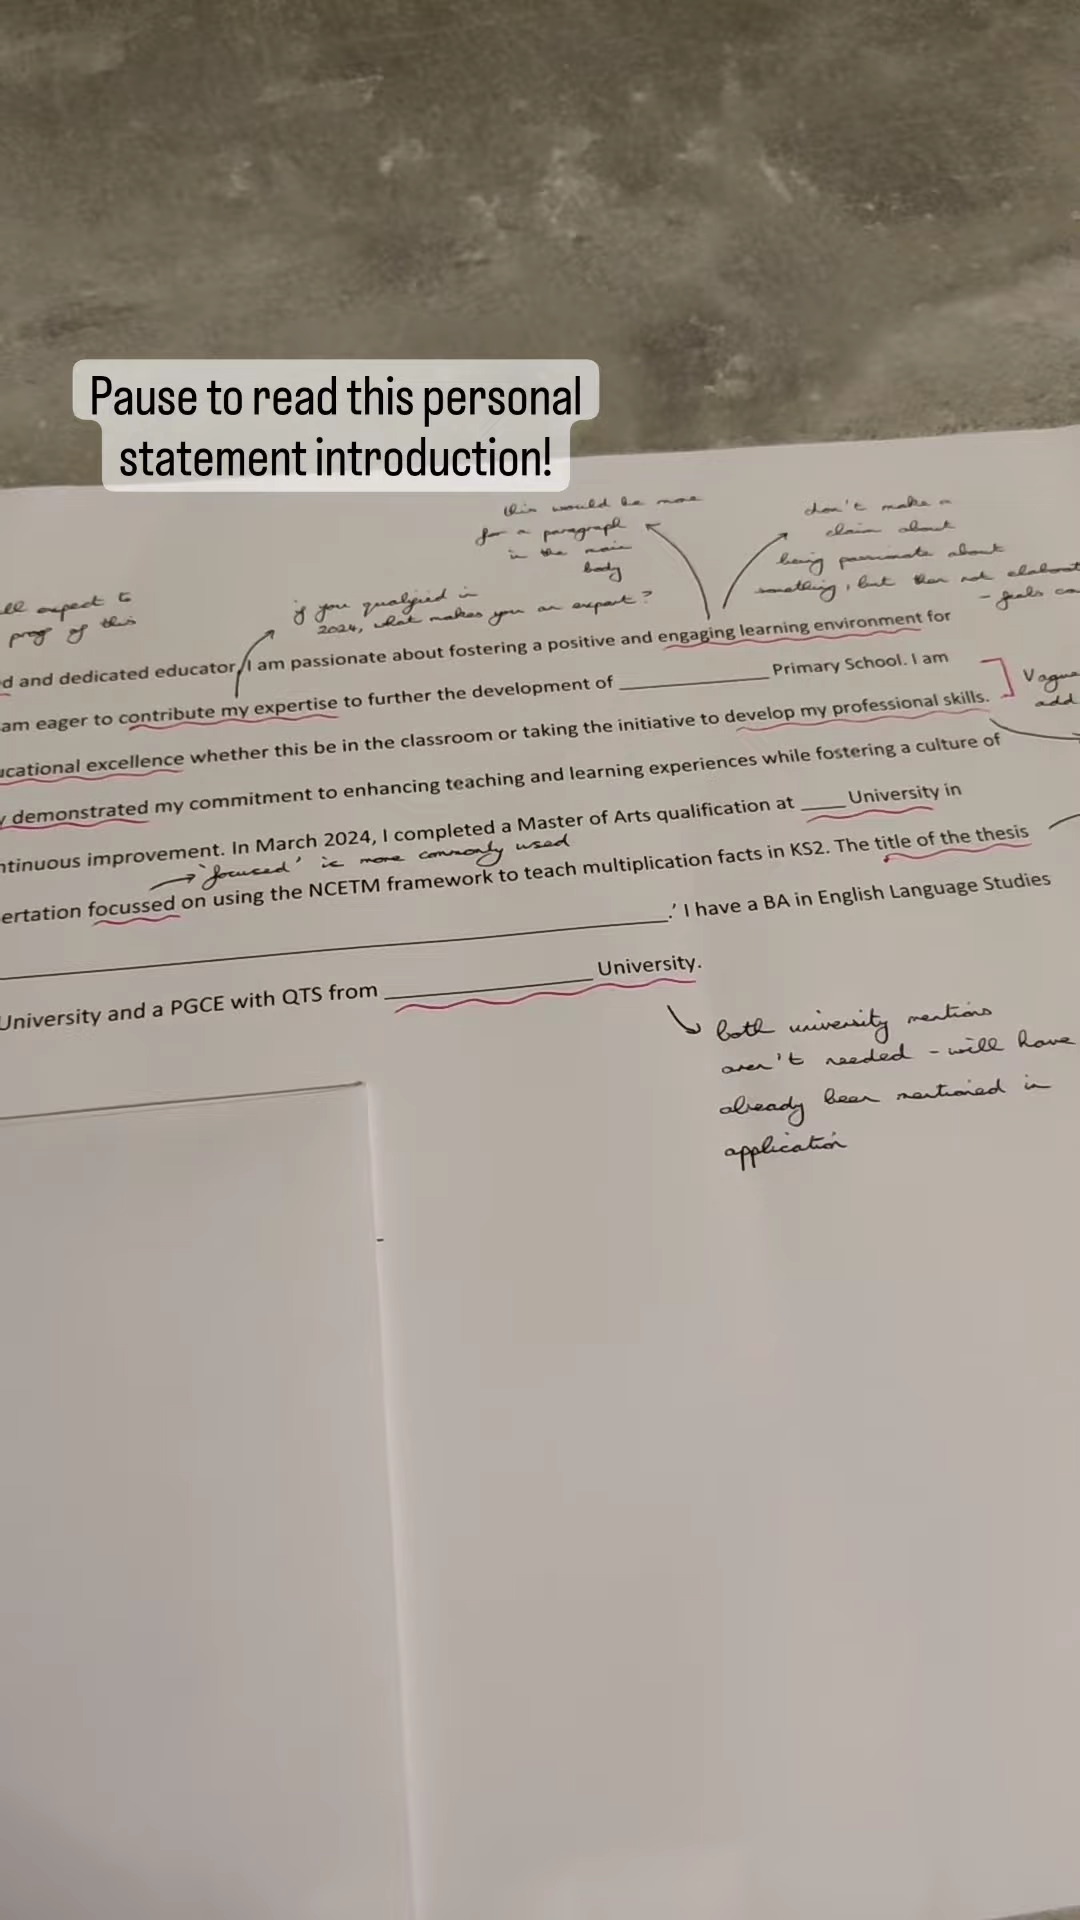 Pause to read this personal
statement introduction!
this would be more
for a paragraph
in the main
body
don't make a
claim about
being passionate about
something, but then not elaborat
- feels
expect to
proof of this
if you qualified in
2024, what makes you an expert?
d and dedicated educator, I am passionate about fostering a positive and engaging learning environment for
am eager to contribute my expertise to further the development of ____________ Primary School. I am
Vague
add
ucational excellence whether this be in the classroom or taking the initiative to develop my professional skills.
y demonstrated my commitment to enhancing teaching and learning experiences while fostering a culture of
ntinuous improvement. In March 2024, I completed a Master of Arts qualification at ____ University in
'focused' is more commonly used
ertation focussed on using the NCETM framework to teach multiplication facts in KS2. The title of the thesis
____________.' I have a BA in English Language Studies
University and a PGCE with QTS from ____________ University.
both university mentions
aren't needed - will have
already been mentioned in
application